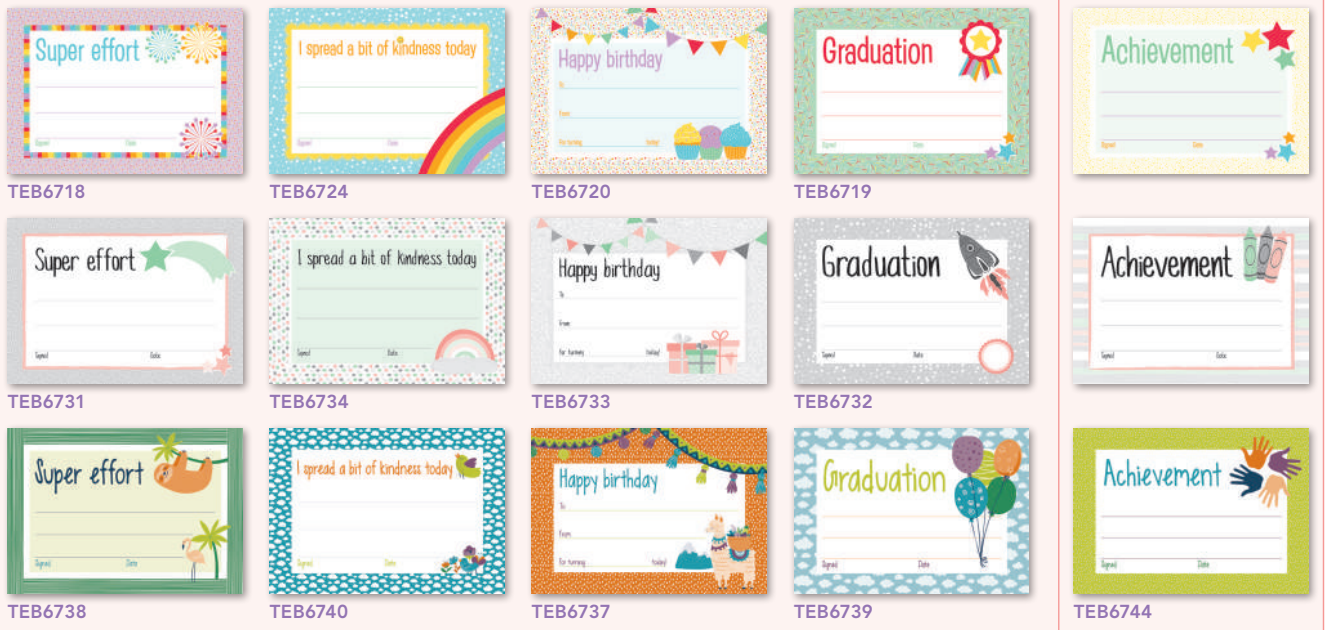 Super effort
Signed Date
TEB6718
I spread a bit of kindness today
Signed Date
TEB6724
Happy birthday
To
From
For turning today!
TEB6720
Graduation
Signed Date
TEB6719
Achievement
Signed Date
Super effort
Signed Date
TEB6731
I spread a bit of kindness today
Signed Date
TEB6734
Happy birthday
To
From
For turning today!
TEB6733
Graduation
Signed Date
TEB6732
Achievement
Signed Date
Super effort
Signed Date
TEB6738
I spread a bit of kindness today
Signed Date
TEB6740
Happy birthday
To
From
For turning today!
TEB6737
Graduation
Signed Date
TEB6739
Achievement
Signed Date
TEB6744